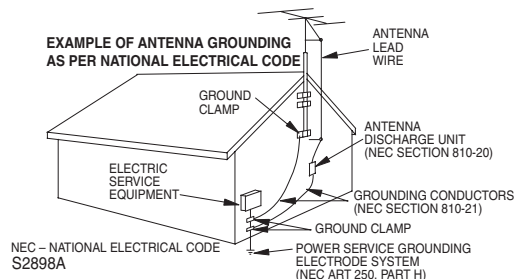 EXAMPLE OF ANTENNA GROUNDING
AS PER NATIONAL ELECTRICAL CODE
ANTENNA
LEAD
WIRE
GROUND
CLAMP
ANTENNA
DISCHARGE UNIT
(NEC SECTION 810-20)
ELECTRIC
SERVICE
EQUIPMENT
GROUNDING CONDUCTORS
(NEC SECTION 810-21)
GROUND CLAMP
NEC – NATIONAL ELECTRICAL CODE
S2898A
POWER SERVICE GROUNDING
ELECTRODE SYSTEM
(NEC ART 250, PART H)